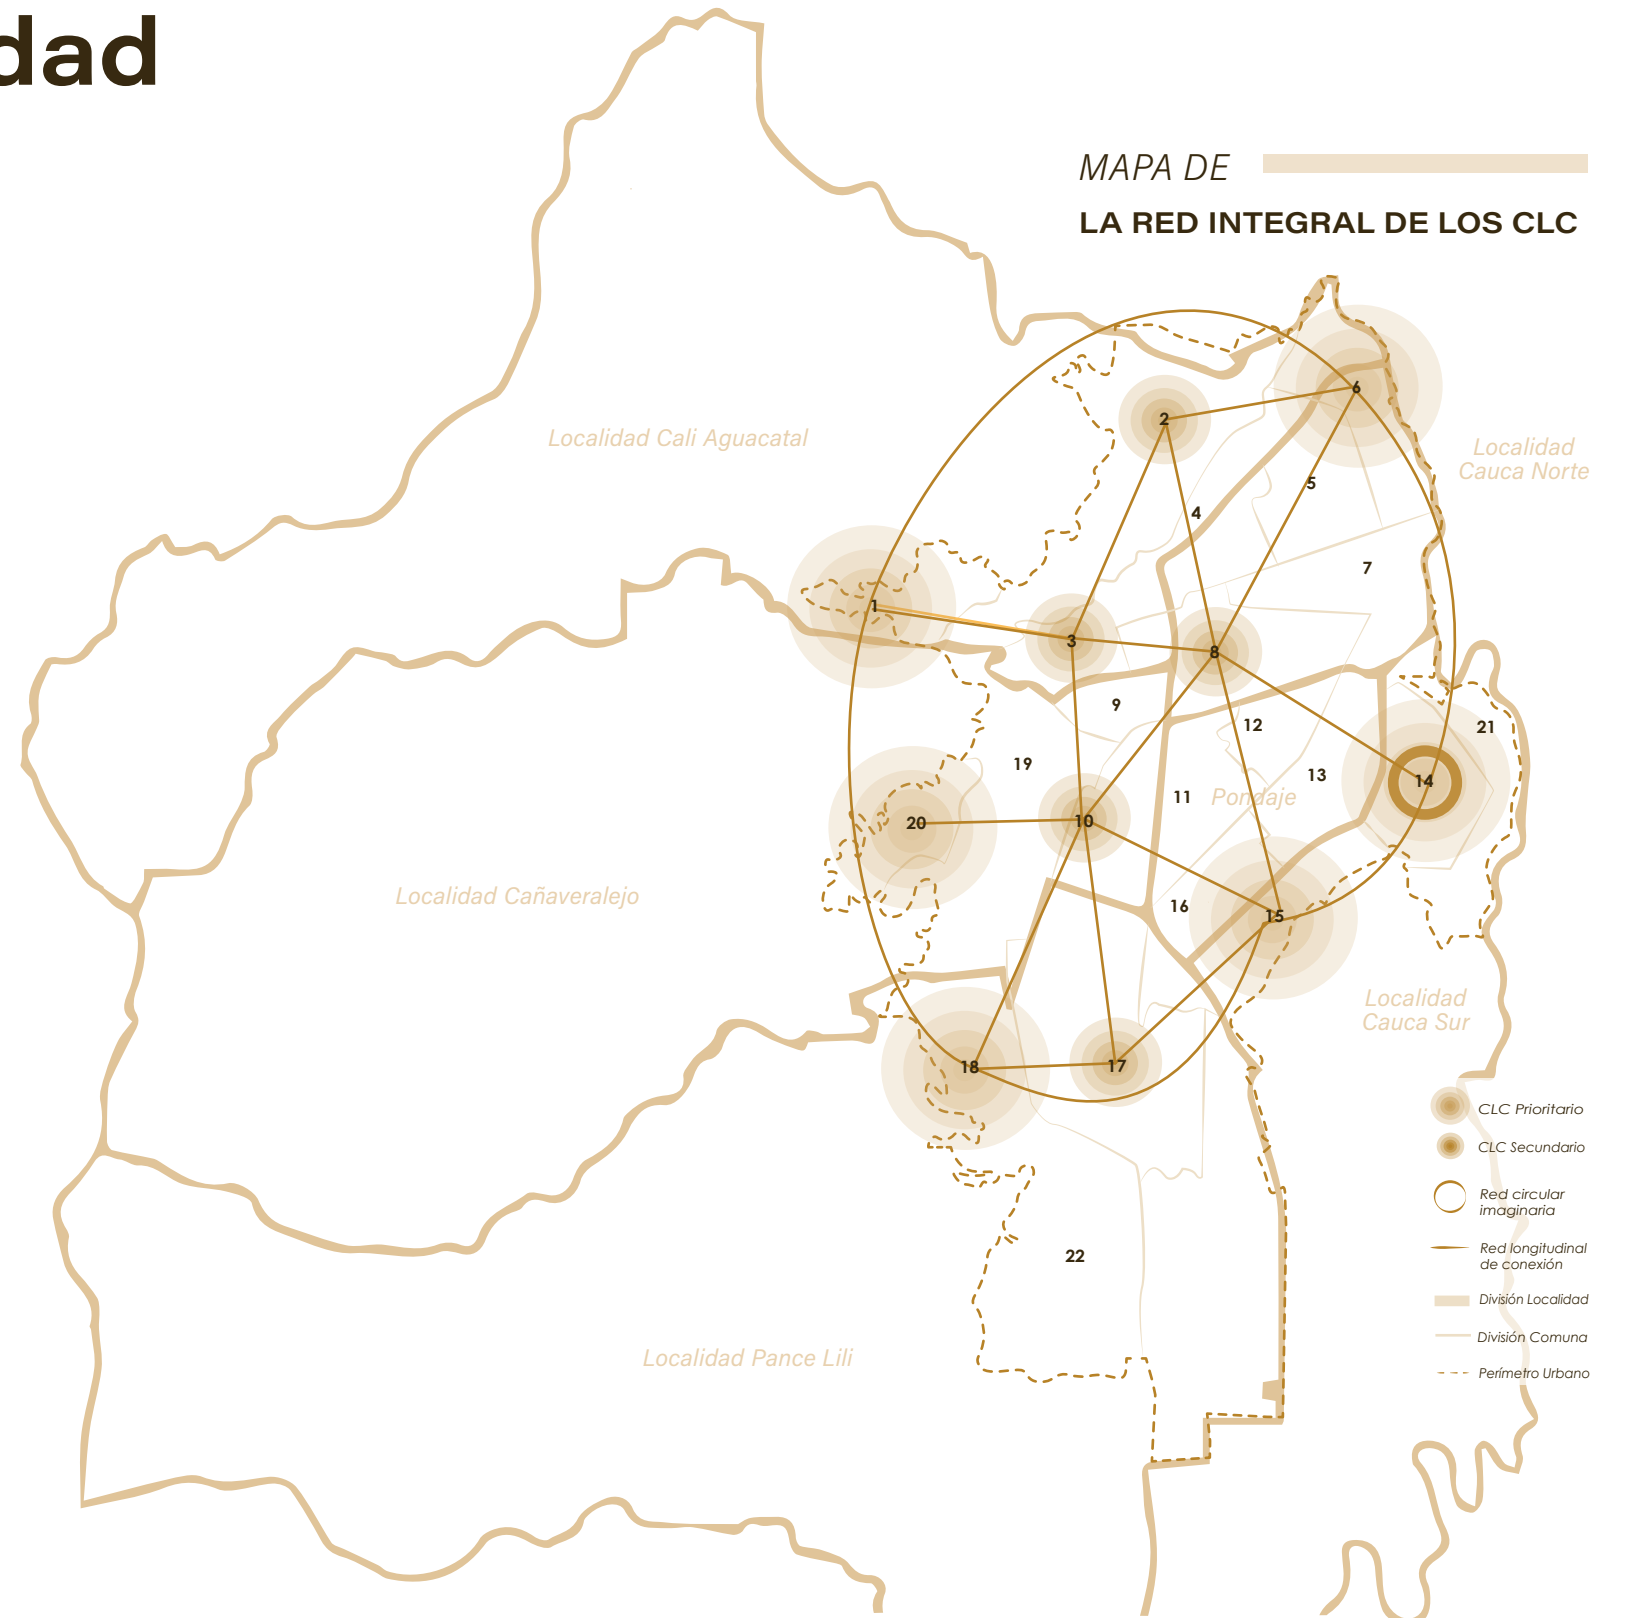 dad
MAPA DE
LA RED INTEGRAL DE LOS CLC
6
2
Localidad Cali Aguacatal
Localidad
Cauca Norte
5
4
7
1
3
8
9
12
21
19
13
14
11
Pondaje
20
10
Localidad Cañaveralejo
16
15
Localidad
Cauca Sur
18
17
CLC Prioritario
CLC Secundario
Red circular
imaginaria
Red longitudinal
de conexión
22
División Localidad
División Comuna
Localidad Pance Lili
Perímetro Urbano